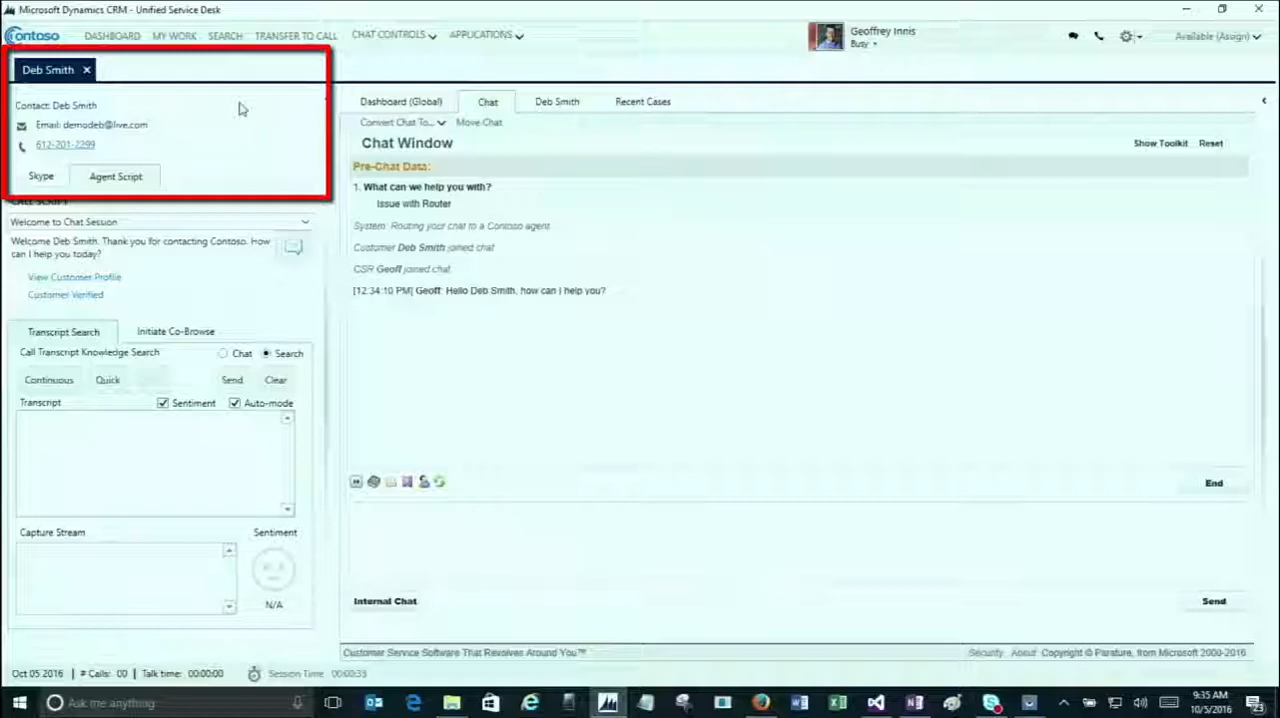 Microsoft Dynamics CRM - Unified Service Desk
Contoso DASHBOARD MY WORK SEARCH TRANSFER TO CALL CHAT CONTROLS APPLICATIONS Geoffrey Innis Available (Assign)
Busy
Deb Smith ×
Contact: Deb Smith
Email: demodeb@live.com
612-201-2299
Skype Agent Script
CALL SCRIPT
Welcome to Chat Session
Welcome Deb Smith. Thank you for contacting Contoso. How
can I help you today?
View Customer Profile
Customer Verified
Transcript Search Initiate Co-Browse
Call Transcript Knowledge Search Chat Search
Continuous Quick Send Clear
Transcript Sentiment Auto-mode
Capture Stream Sentiment
N/A
Dashboard (Global) Chat Deb Smith Recent Cases
Convert Chat To... Move Chat
Chat Window Show Toolkit Reset
Pre-Chat Data:
1. What can we help you with?
Issue with Router
System: Routing your chat to a Contoso agent
Customer Deb Smith joined chat
CSR Geoff joined chat
[12:34:10 PM] Geoff: Hello Deb Smith, how can I help you?
End
Internal Chat Send
Customer Service Software That Revolves Around You™ Security About Copyright © Parature, from Microsoft 2000-2016
Oct 05 2016 | # Calls: 00 | Talk time: 00:00:00 Session Time 00:00:33
Ask me anything 9:35 AM
10/5/2016 23